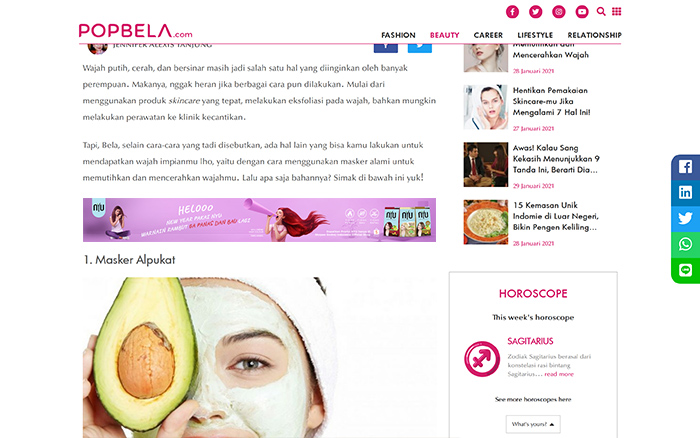 POPBELA.com
FASHION BEAUTY CAREER LIFESTYLE RELATIONSHIP
JENNIFER ALEXIS TANJUNG
Wajah putih, cerah, dan bersinar masih jadi salah satu hal yang diinginkan oleh banyak
perempuan. Makanya, nggak heran jika berbagai cara pun dilakukan. Mulai dari
menggunakan produk skincare yang tepat, melakukan eksfoliasi pada wajah, bahkan mungkin
melakukan perawatan ke klinik kecantikan.
Tapi, Bela, selain cara-cara yang tadi disebutkan, ada hal lain yang bisa kamu lakukan untuk
mendapatkan wajah impianmu lho, yaitu dengan cara menggunakan masker alami untuk
memutihkan dan mencerahkan wajahmu. Lalu apa saja bahannya? Simak di bawah ini yuk!
NIU
HELOOO
NEW YEAR PAKAI NYU
WARNAIN RAMBUT GA PANAS DAN BAU LAKE
1. Masker Alpukat
Memutihkan dan
Mencerahkan Wajah
28 Januari 2021
Hentikan Pemakaian
Skincare-mu Jika
Mengalami 7 Hal Ini!
27 Januari 2021
Awas! Kalau Sang
Kekasih Menunjukkan 9
Tanda Ini, Berarti Dia...
29 Januari 2021
15 Kemasan Unik
Indomie di Luar Negeri,
Bikin Pengen Keliling...
28 Januari 2021
HOROSCOPE
This week's horoscope
SAGITARIUS
Zodiak Sagitarius berasal dari
konstelasi rasi bintang
Sagitarius... read more
See more horoscopes here
What's yours?